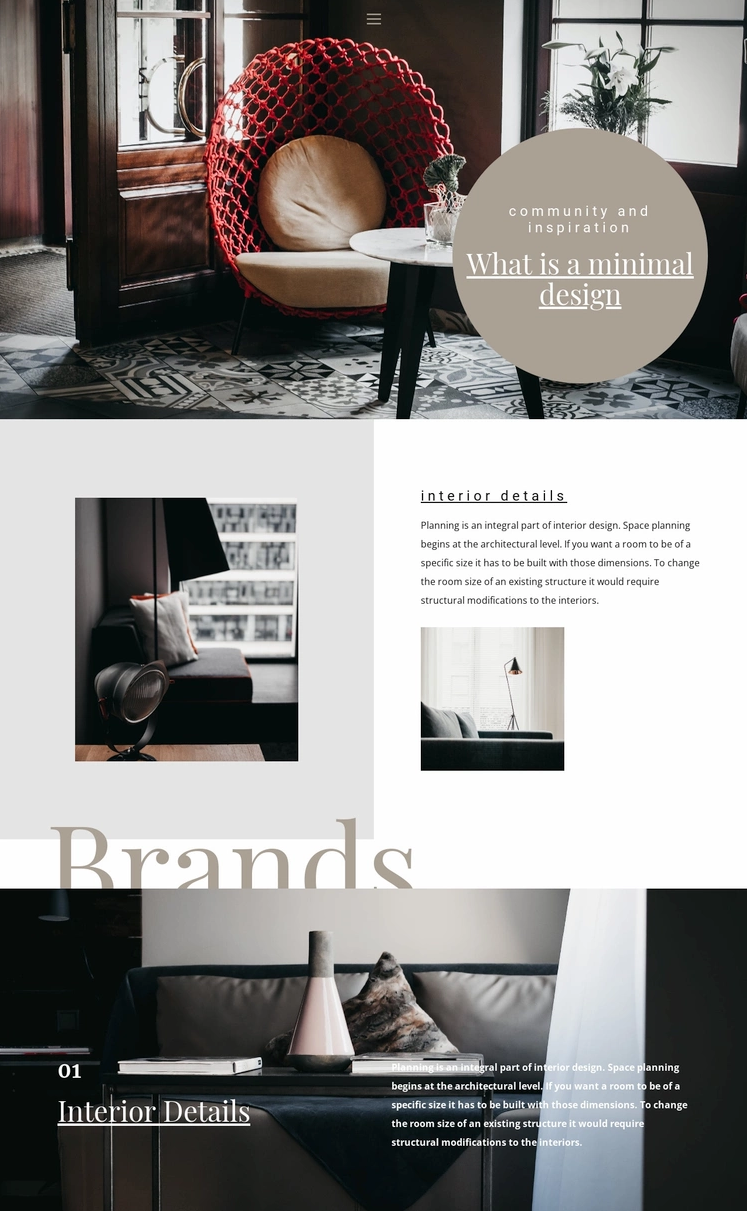 community and
inspiration
What is a minimal
design
interior details
Planning is an integral part of interior design. Space planning
begins at the architectural level. If you want a room to be of a
specific size it has to be built with those dimensions. To change
the room size of an existing structure it would require
structural modifications to the interiors.
Brands
01
Interior Details
Planning is an integral part of interior design. Space planning
begins at the architectural level. If you want a room to be of a
specific size it has to be built with those dimensions. To change
the room size of an existing structure it would require
structural modifications to the interiors.